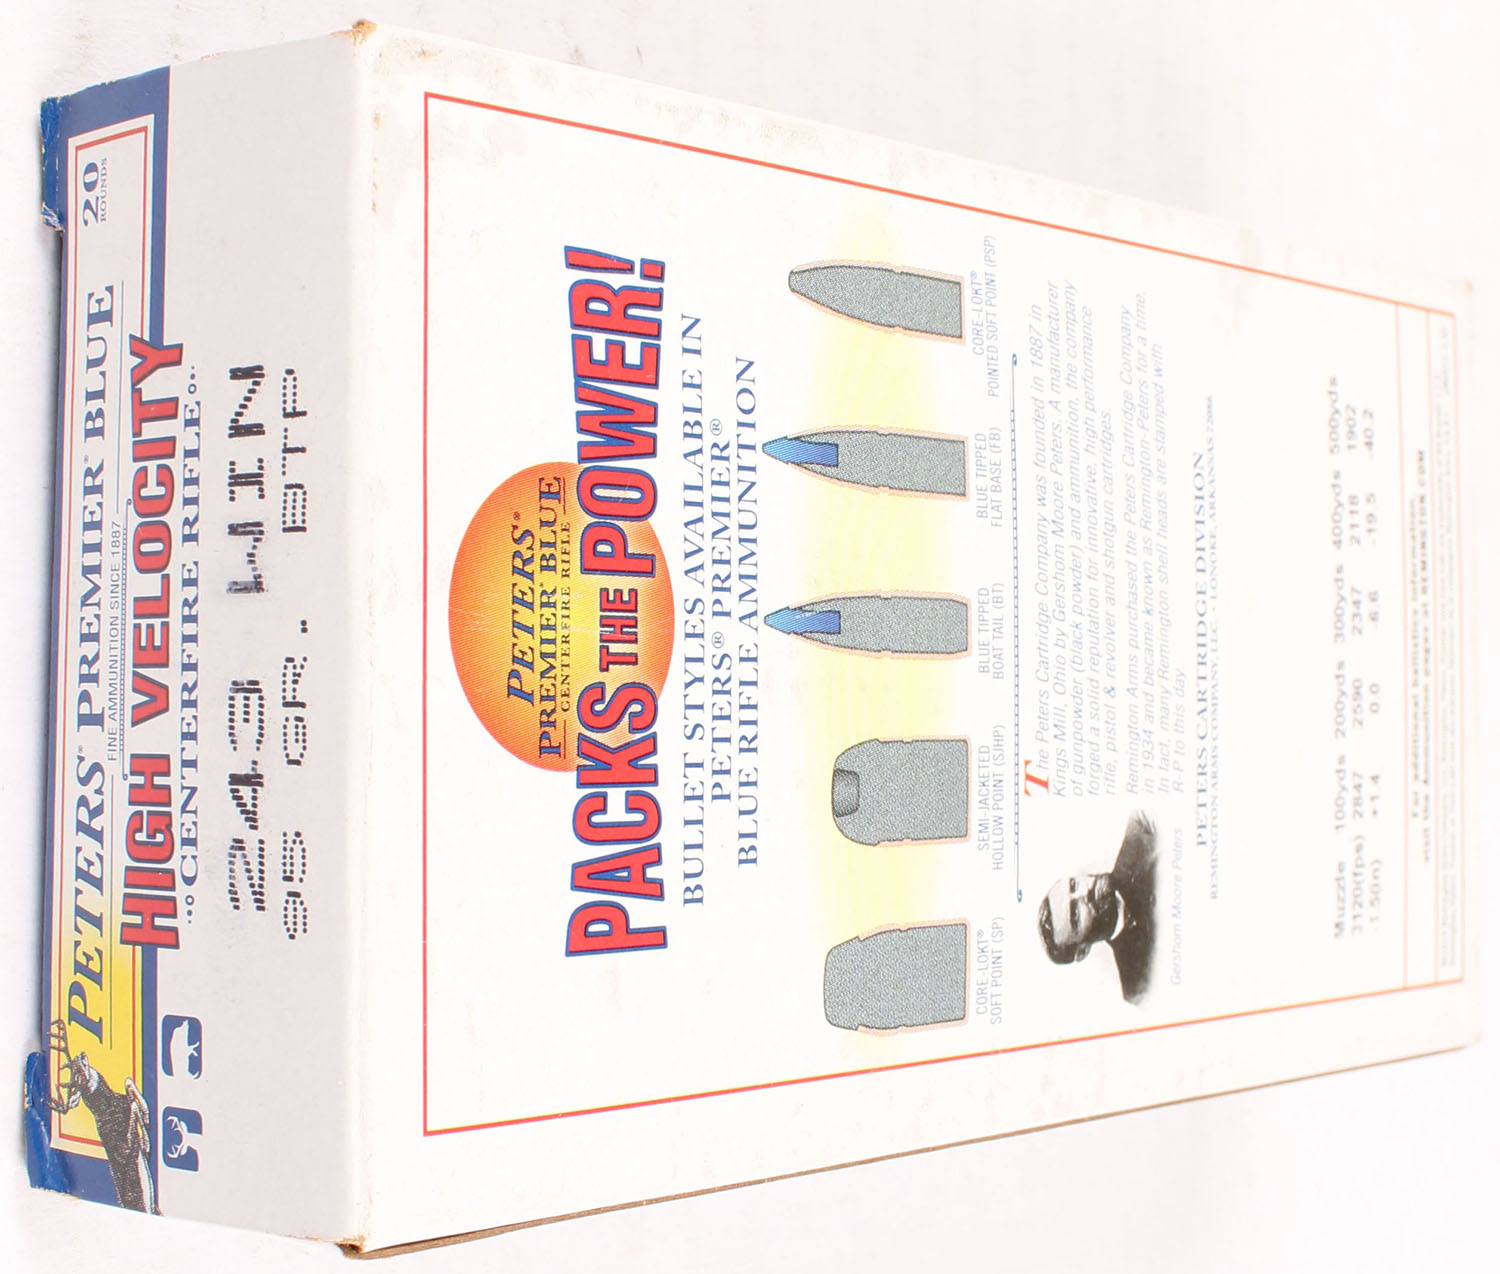 PETERS® PREMIER® BLUE
20
ROUNDS
FINE AMMUNITION SINCE 1887
HIGH VELOCITY
CENTERFIRE RIFLE
243 WIN
95 GR. BTP
PETERS®
PREMIER® BLUE
CENTERFIRE RIFLE
PACKS THE POWER!
BULLET STYLES AVAILABLE IN
PETERS® PREMIER®
BLUE RIFLE AMMUNITION
CORE-LOKT®
SOFT POINT (SP)
SEMI-JACKETED
HOLLOW POINT (SJHP)
BLUE TIPPED
BOAT TAIL (BT)
BLUE TIPPED
FLAT BASE (FB)
CORE-LOKT®
POINTED SOFT POINT (PSP)
The Peters Cartridge Company was founded in 1887 in
Kings Mill, Ohio by Gershom Moore Peters. A manufacturer
of gunpowder (black powder) and ammunition, the company
forged a solid reputation for innovative, high performance
rifle, pistol & revolver and shotgun cartridges.
Remington Arms purchased the Peters Cartridge Company
in 1934 and became known as Remington-Peters for a time.
In fact, many Remington shell heads are stamped with
R-P to this day.
Gershom Moore Peters
PETERS CARTRIDGE DIVISION
REMINGTON ARMS COMPANY, LLC • LONOKE ARKANSAS 72086
Muzzle 100yds 200yds 300yds 400yds 500yds
3120(fps) 2847 2590 2347 2118 1902
-1.50(in) +1.4 0.0 -6.6 -19.5 -40.2
For additional ballistics information,
visit the Ammunition pages at REMINGTON.COM